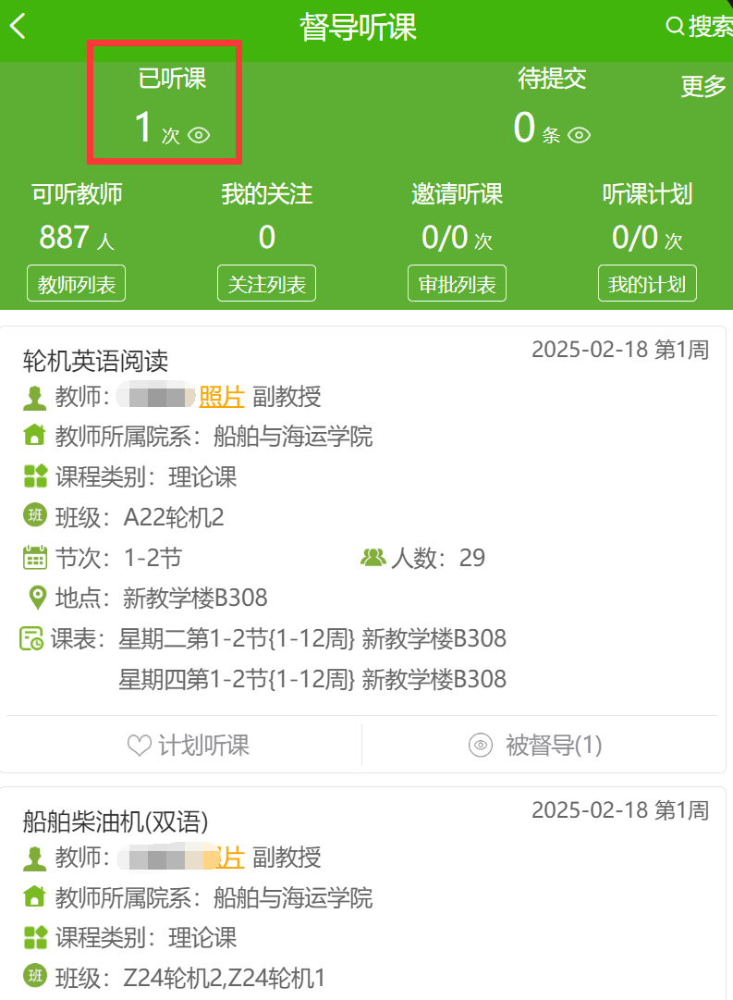 督导听课 搜索
已听课 待提交 更多
1 次 0 条
可听教师 我的关注 邀请听课 听课计划
887 人 0 0/0 次 0/0 次
教师列表 关注列表 审批列表 我的计划
轮机英语阅读 2025-02-18 第1周
教师: 照片 副教授
教师所属院系: 船舶与海运学院
课程类别: 理论课
班 班级: A22轮机2
节次: 1-2节 人数: 29
地点: 新教学楼B308
课表: 星期二第1-2节{1-12周} 新教学楼B308
星期四第1-2节{1-12周} 新教学楼B308
计划听课 被督导(1)
船舶柴油机(双语) 2025-02-18 第1周
教师: 片 副教授
教师所属院系: 船舶与海运学院
课程类别: 理论课
班 班级: Z24轮机2,Z24轮机1